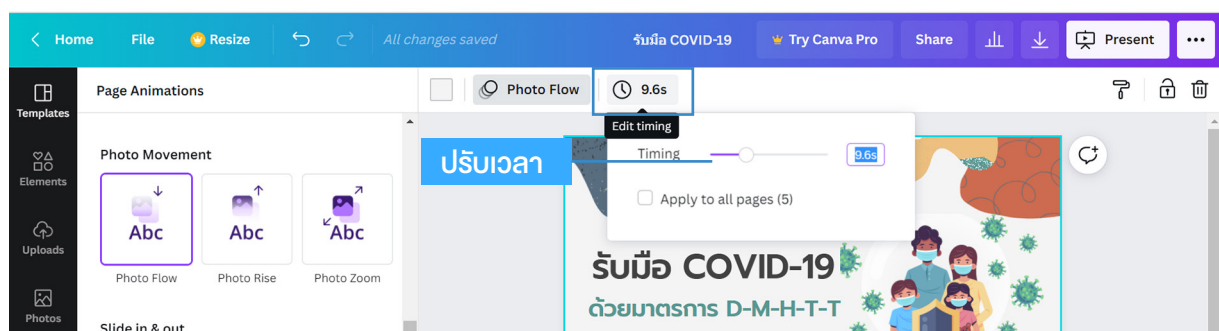 Home File Resize All changes saved รับมือ COVID-19 Try Canva Pro Share Present
Templates
Elements
Uploads
Photos
Page Animations
Photo Movement
Abc Abc Abc
Photo Flow Photo Rise Photo Zoom
Slide in & out
Photo Flow 9.6s
Edit timing
ปรับเวลา
Timing 9.6s
Apply to all pages (5)
รับมือ COVID-19
ด้วยมาตรการ D-M-H-T-T